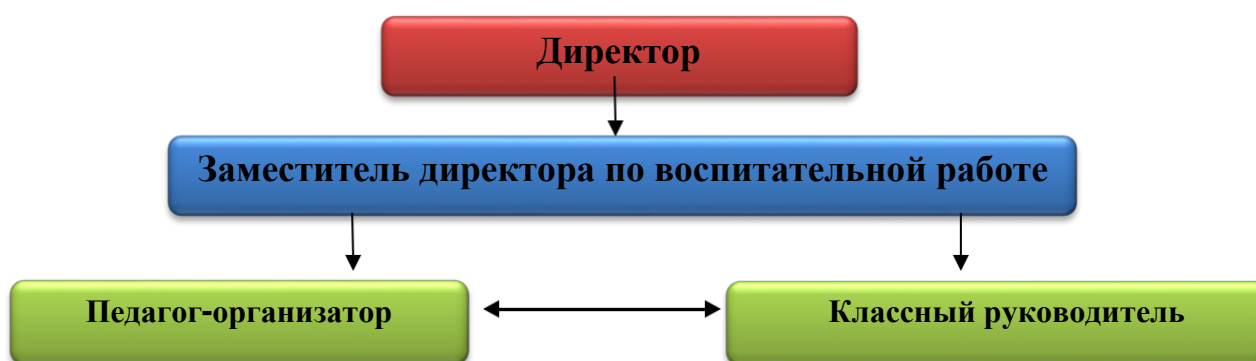 Директор
Заместитель директора по воспитательной работе
Педагог-организатор
Классный руководитель